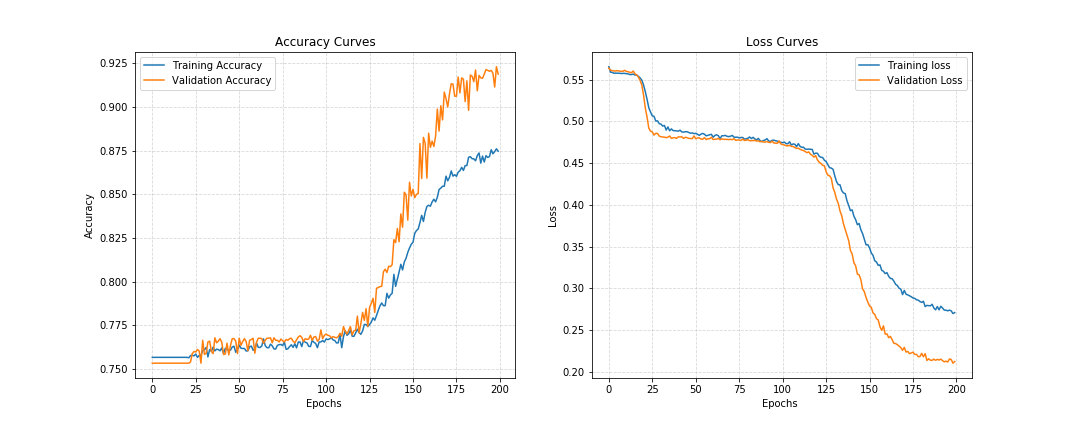 Accuracy Curves
Training Accuracy
Validation Accuracy
0.925
0.900
0.875
0.850
0.825
0.800
0.775
0.750
Accuracy
0 25 50 75 100 125 150 175 200
Epochs
Loss Curves
Training loss
Validation Loss
0.55
0.50
0.45
0.40
0.35
0.30
0.25
0.20
Loss
0 25 50 75 100 125 150 175 200
Epochs